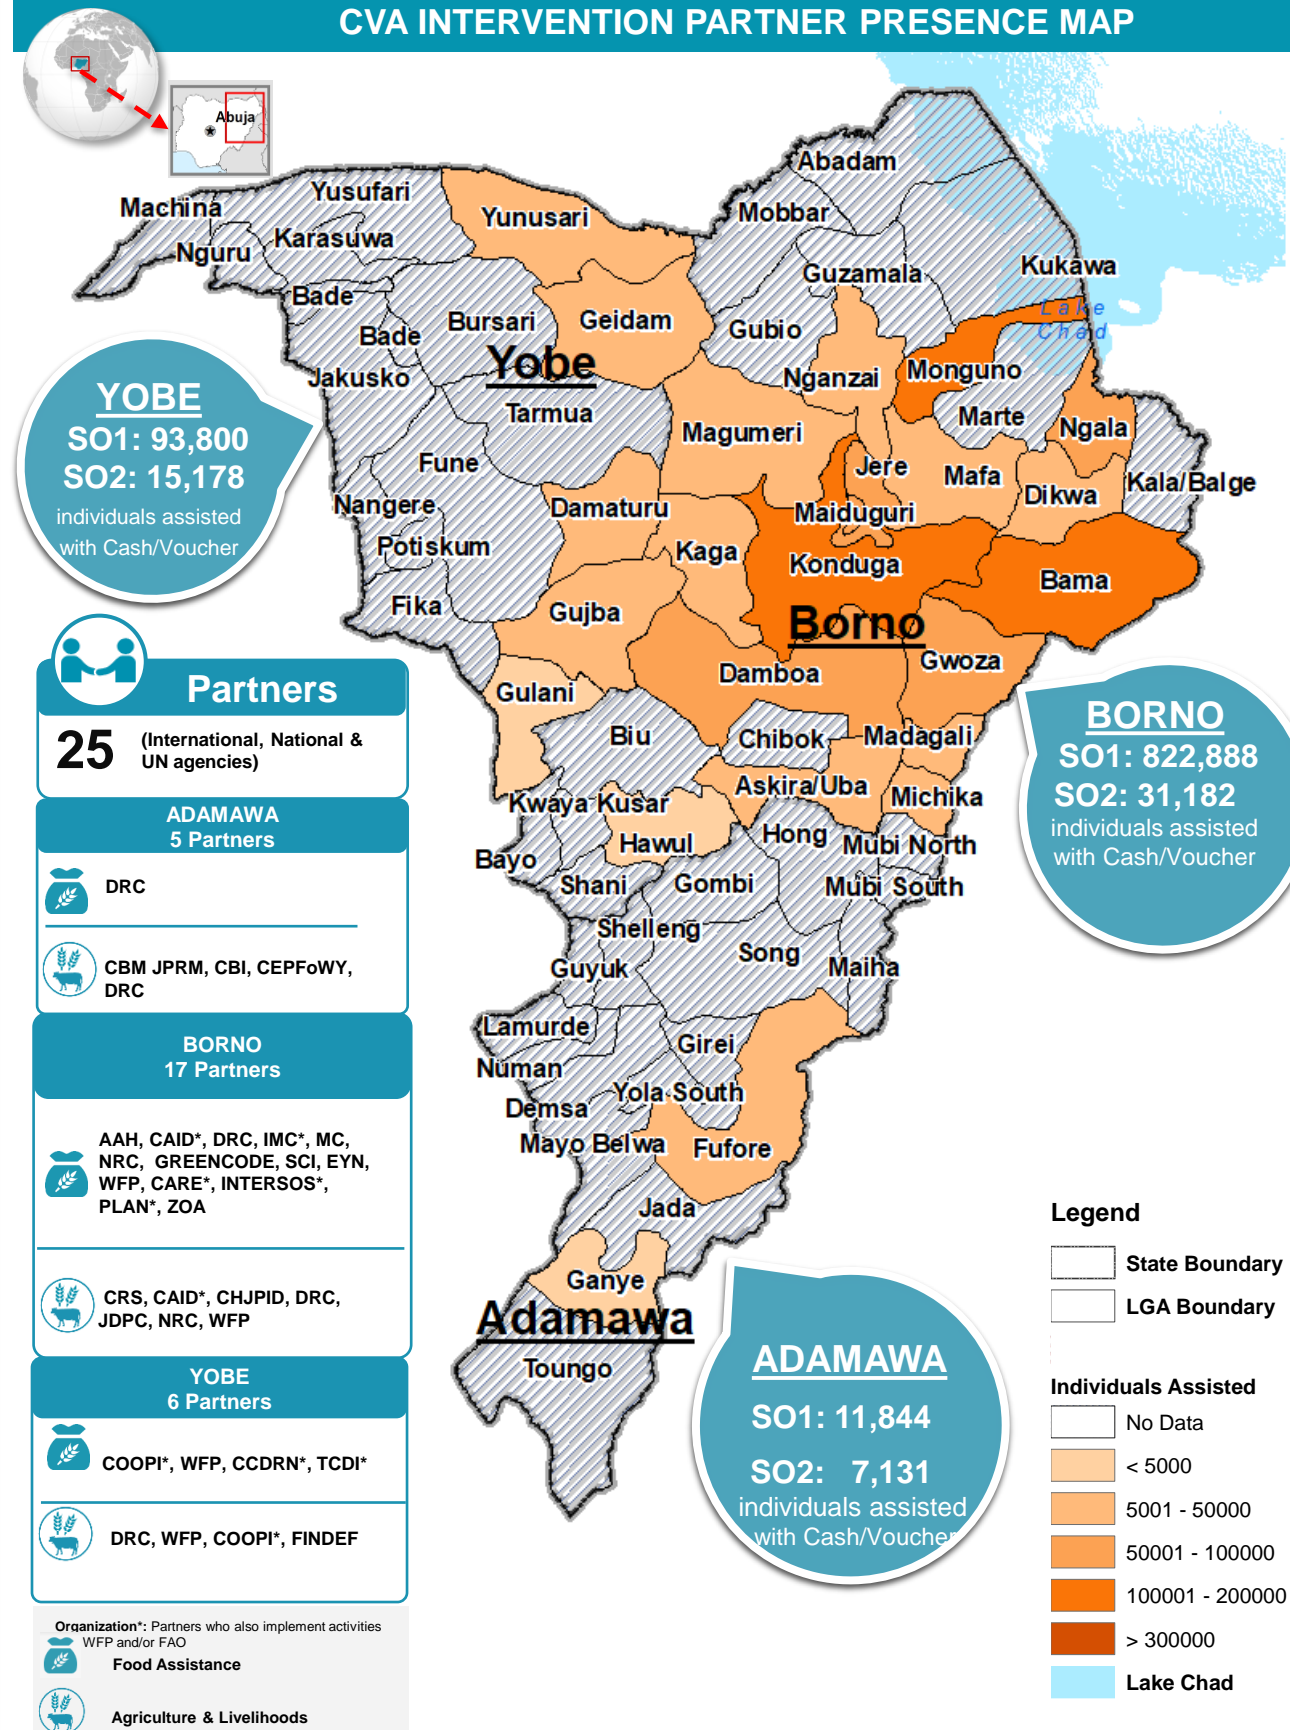 CVA INTERVENTION PARTNER PRESENCE MAP
Abuja
Abadam
Machina
Yusufari
Yunusari
Mobbar
Nguru
Karasuwa
Guzamala
Kukawa
Bade
Bursari
Geidam
Gubio
Lake
Chad
Bade
Yobe
Nganzai
Monguno
Jakusko
Tarmua
Marte
Magumeri
Ngala
Fune
Jere
Mafa
Dikwa
Kala/Balge
Nangere
Damaturu
Maiduguri
Potiskum
Kaga
Konduga
Bama
Fika
Gujba
Borno
Damboa
Gwoza
Gulani
Biu
Chibok
Madagali
Askira/Uba
Michika
Kwaya Kusar
Hawul
Hong
Mubi North
Bayo
Shani
Gombi
Mubi South
Shelleng
Song
Guyuk
Maiha
Lamurde
Girei
Numan
Yola South
Demsa
Mayo Belwa
Fufore
Jada
Ganye
Adamawa
Toungo
YOBE
SO1: 93,800
SO2: 15,178
individuals assisted
with Cash/Voucher
BORNO
SO1: 822,888
SO2: 31,182
individuals assisted
with Cash/Voucher
ADAMAWA
SO1: 11,844
SO2: 7,131
individuals assisted
with Cash/Voucher
Partners
25
(International, National &
UN agencies)
ADAMAWA
5 Partners
DRC
CBM JPRM, CBI, CEPFoWY,
DRC
BORNO
17 Partners
AAH, CAID*, DRC, IMC*, MC,
NRC, GREENCODE, SCI, EYN,
WFP, CARE*, INTERSOS*,
PLAN*, ZOA
CRS, CAID*, CHJPID, DRC,
JDPC, NRC, WFP
YOBE
6 Partners
COOPI*, WFP, CCDRN*, TCDI*
DRC, WFP, COOPI*, FINDEF
Organization*: Partners who also implement activities
WFP and/or FAO
Food Assistance
Agriculture & Livelihoods
Legend
State Boundary
LGA Boundary
Individuals Assisted
No Data
< 5000
5001 - 50000
50001 - 100000
100001 - 200000
> 300000
Lake Chad